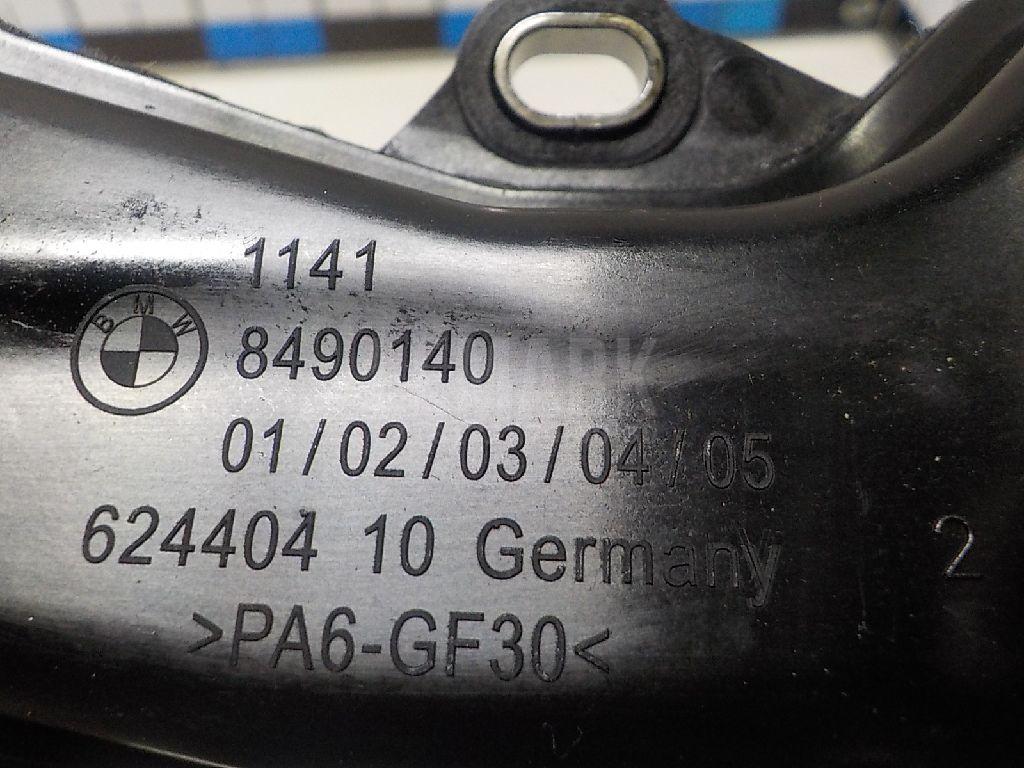 1141
BMW
8490140
01/02/03/04/05
624404 10 Germany
2
>PA6-GF30<